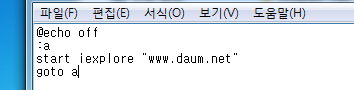 파일(F) 편집(E) 서식(O) 보기(V) 도움말(H)
@echo off
:a
start iexplore "www.daum.net"
goto a